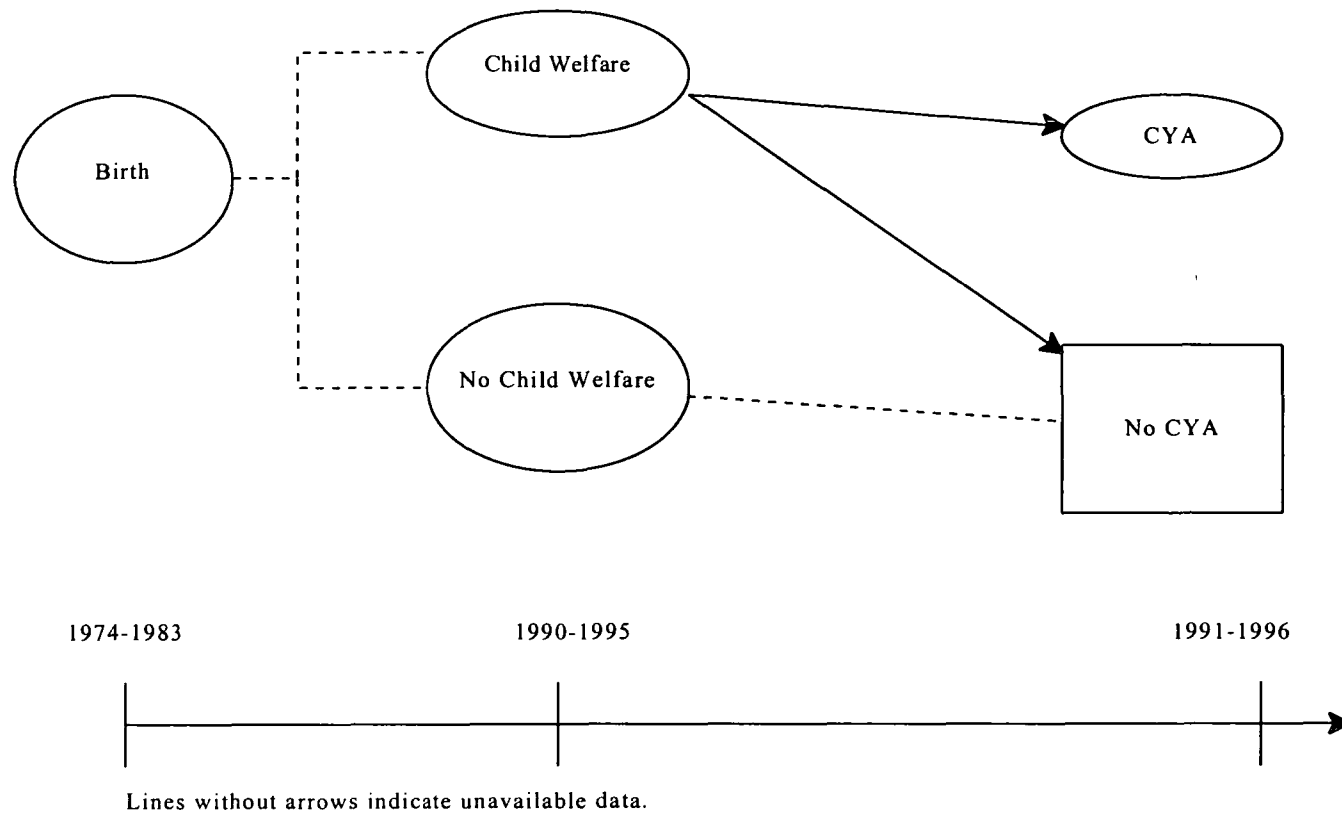 Child Welfare
CYA
Birth
No Child Welfare
No CYA
1974-1983
1990-1995
1991-1996
Lines without arrows indicate unavailable data.